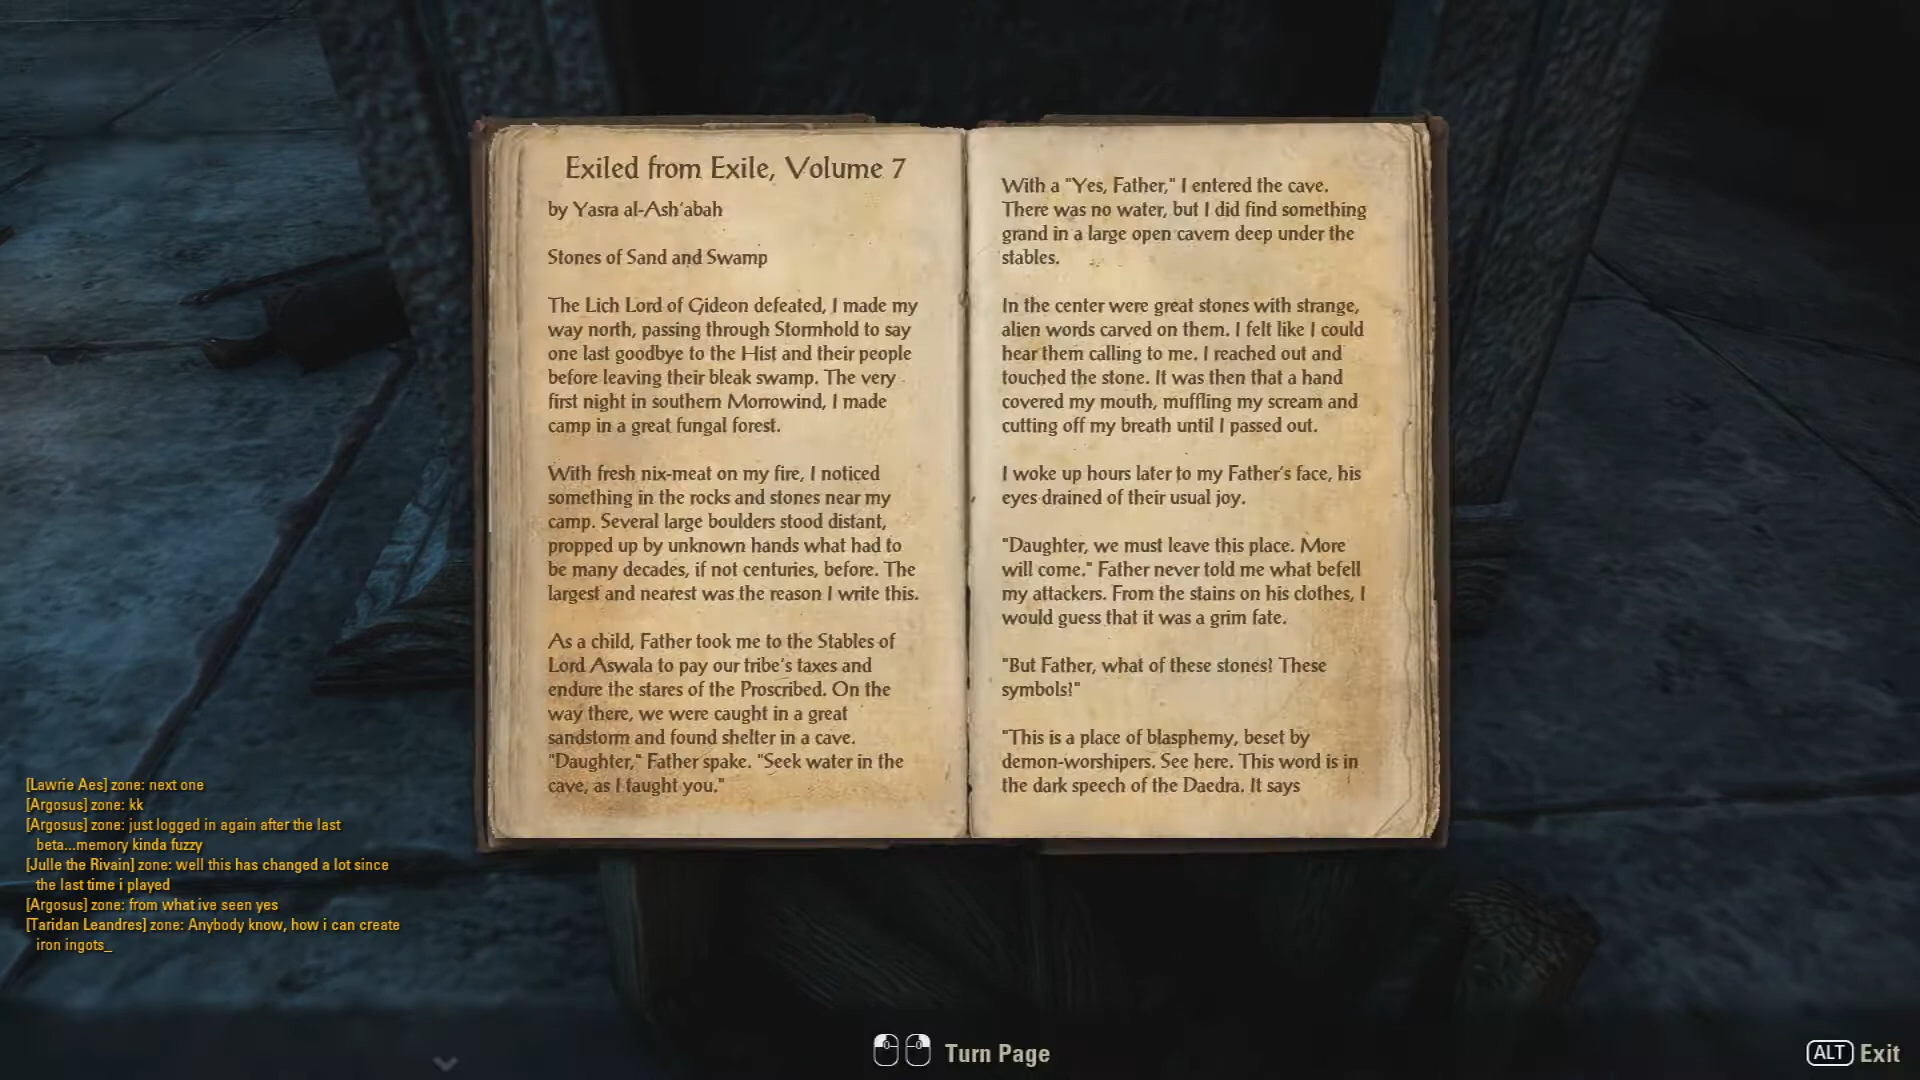 Exiled from Exile, Volume 7
by Yasra al-Ash'abah
Stones of Sand and Swamp
The Lich Lord of Gideon defeated, I made my
way north, passing through Stormhold to say
one last goodbye to the Hist and their people
before leaving their bleak swamp. The very
first night in southern Morrowind, I made
camp in a great fungal forest.
With fresh nix-meat on my fire, I noticed
something in the rocks and stones near my
camp. Several large boulders stood distant,
propped up by unknown hands what had to
be many decades, if not centuries, before. The
largest and nearest was the reason I write this.
As a child, Father took me to the Stables of
Lord Aswala to pay our tribe's taxes and
endure the stares of the Proscribed. On the
way there, we were caught in a great
sandstorm and found shelter in a cave.
"Daughter," Father spake. "Seek water in the
cave, as I taught you."
With a "Yes, Father," I entered the cave.
There was no water, but I did find something
grand in a large open cavern deep under the
stables.
In the center were great stones with strange,
alien words carved on them. I felt like I could
hear them calling to me. I reached out and
touched the stone. It was then that a hand
covered my mouth, muffling my scream and
cutting off my breath until I passed out.
I woke up hours later to my Father's face, his
eyes drained of their usual joy.
"Daughter, we must leave this place. More
will come." Father never told me what befell
my attackers. From the stains on his clothes, I
would guess that it was a grim fate.
"But Father, what of these stones? These
symbols?"
"This is a place of blasphemy, beset by
demon-worshipers. See here. This word is in
the dark speech of the Daedra. It says
[Lawrie Aes] zone: next one
[Argosus] zone: kk
[Argosus] zone: just logged in again after the last
beta...memory kinda fuzzy
[Julle the Rivain] zone: well this has changed a lot since
the last time i played
[Argosus] zone: from what ive seen yes
[Taridan Leandres] zone: Anybody know, how i can create
iron ingots_
Turn Page
ALT Exit